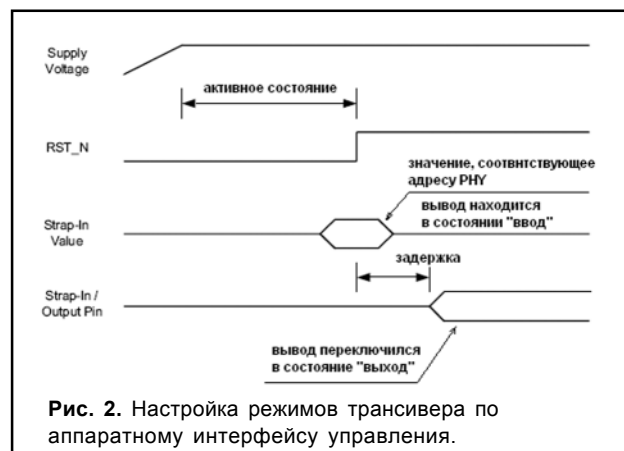 Supply
Voltage
активное состояние
RST_N
значение, соответтствующее
адресу PHY
вывод находится
в состоянии "ввод"
Strap-In
Value
задержка
Strap-In /
Output Pin
вывод переключился
в состояние "выход"
Рис. 2. Настройка режимов трансивера по
аппаратному интерфейсу управления.